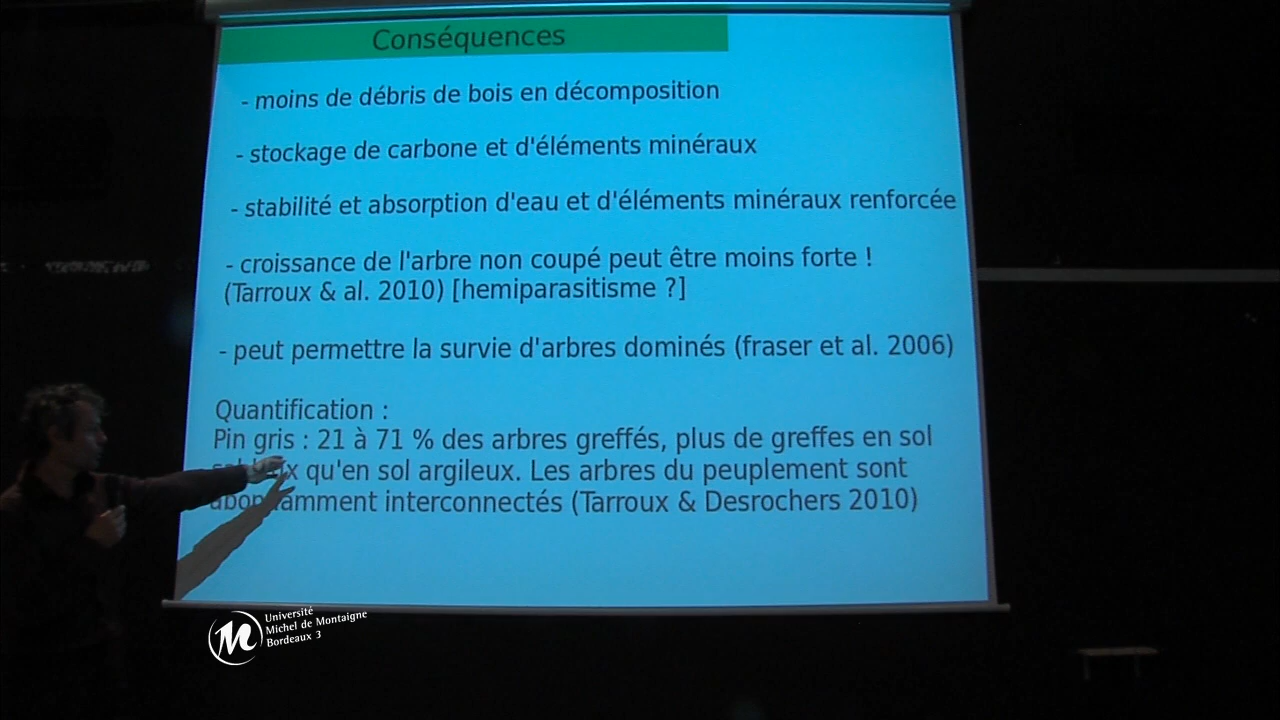 Conséquences
- moins de débris de bois en décomposition
- stockage de carbone et d'éléments minéraux
- stabilité et absorption d'eau et d'éléments minéraux renforcée
- croissance de l'arbre non coupé peut être moins forte !
(Tarroux & al. 2010) [hemiparasitisme ?]
- peut permettre la survie d'arbres dominés (fraser et al. 2006)
Quantification :
Pin gris : 21 à 71 % des arbres greffés, plus de greffes en sol
qu'en sol argileux. Les arbres du peuplement sont
interconnectés (Tarroux & Desrochers 2010)
Université
Michel de Montaigne
Bordeaux 3